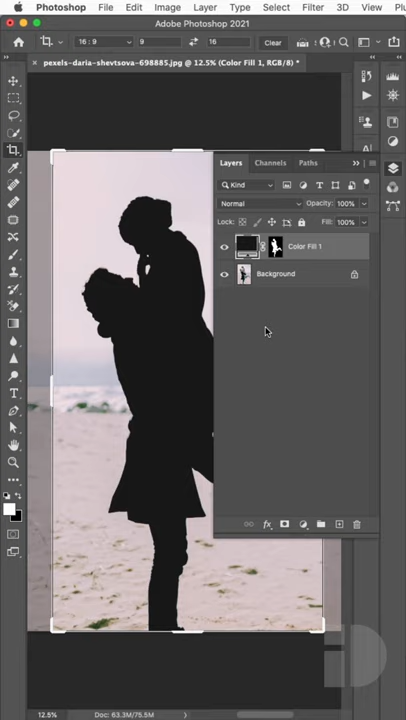 Photoshop File Edit Image Layer Type Select Filter 3D View
Adobe Photoshop 2021
16 : 9
9
16
Clear
× pexels-daria-shevtsova-698885.jpg @ 12.5% (Color Fill 1, RGB/8) *
Layers Channels Paths
Kind
Normal
Opacity: 100%
Lock:
Fill: 100%
Color Fill 1
Background
fx
12.5%
Doc: 63.3M/75.5M